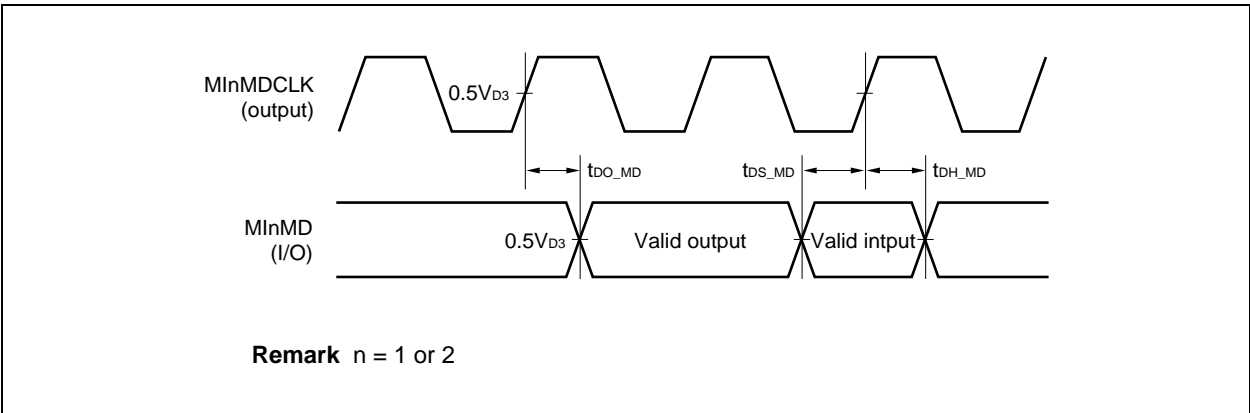 MInMDCLK
(output)
0.5VD3
tDO_MD
tDS_MD
tDH_MD
MInMD
(I/O)
0.5VD3
Valid output
Valid intput
Remark n = 1 or 2